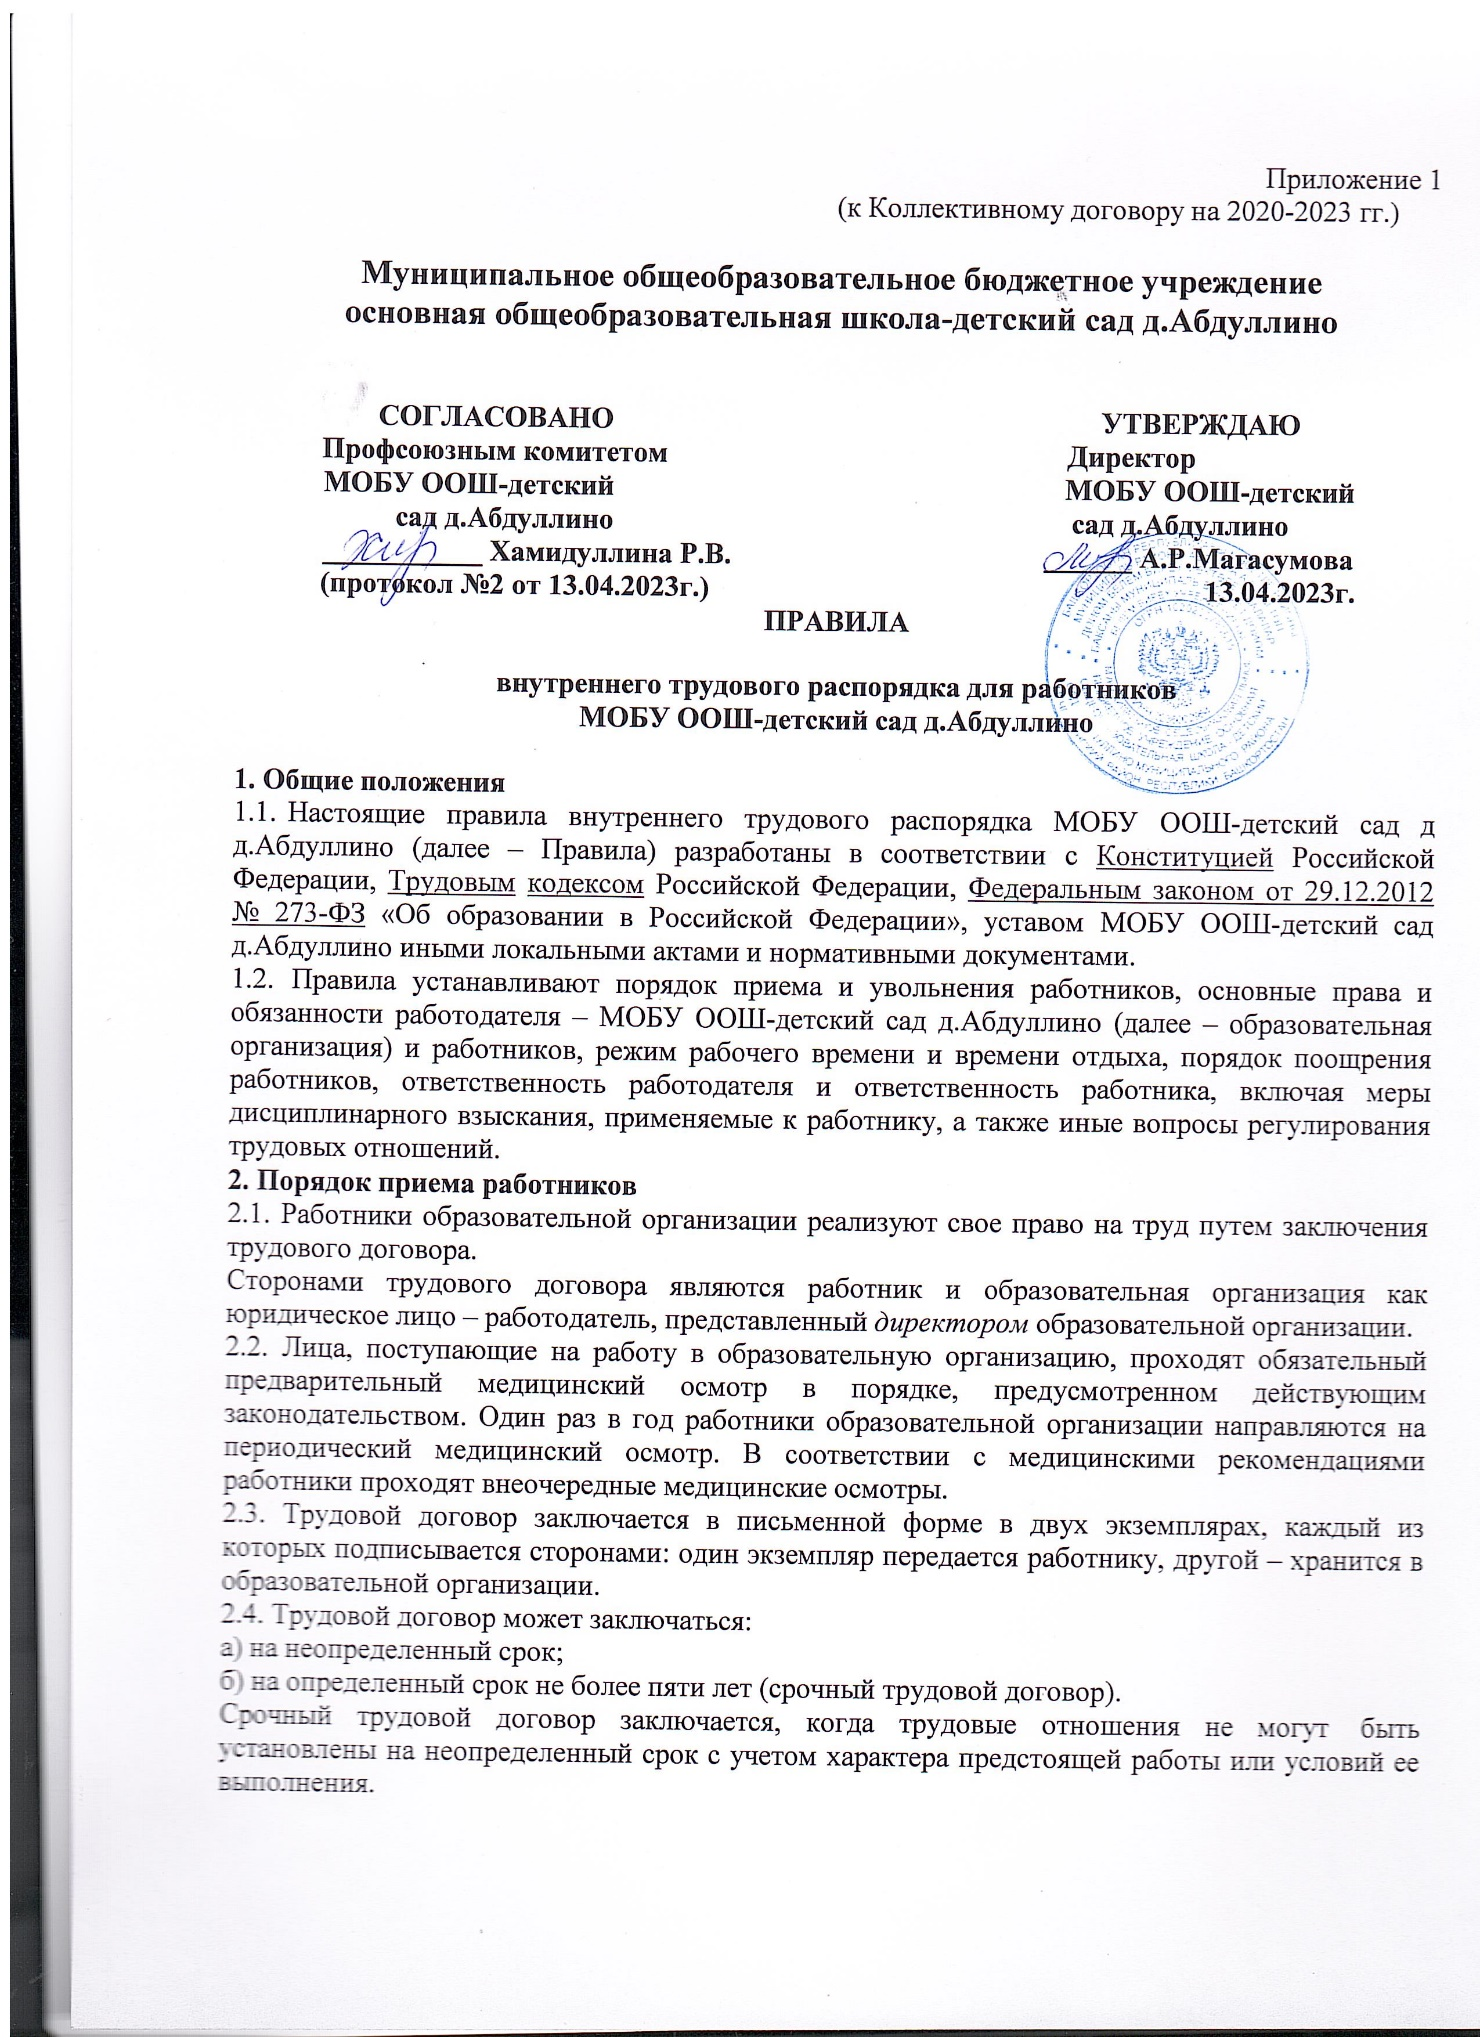 Приложение 1
(к Коллективному договору на 2020-2023 гг.)
Муниципальное общеобразовательное бюджетное учреждение
основная общеобразовательная школа-детский сад д.Абдуллино
СОГЛАСОВАНО
Профсоюзным комитетом
МОБУ ООШ-детский
сад д.Абдуллино
___________ Хамидуллина Р.В.
(протокол №2 от 13.04.2023г.)
УТВЕРЖДАЮ
Директор
МОБУ ООШ-детский
сад д.Абдуллино
______ А.Р.Магасумова
13.04.2023г.
ПРАВИЛА
внутреннего трудового распорядка для работников
МОБУ ООШ-детский сад д.Абдуллино
1. Общие положения
1.1. Настоящие правила внутреннего трудового распорядка МОБУ ООШ-детский сад д
д.Абдуллино (далее – Правила) разработаны в соответствии с Конституцией Российской
Федерации, Трудовым кодексом Российской Федерации, Федеральным законом от 29.12.2012
№ 273-ФЗ «Об образовании в Российской Федерации», уставом МОБУ ООШ-детский сад
д.Абдуллино иными локальными актами и нормативными документами.
1.2. Правила устанавливают порядок приема и увольнения работников, основные права и
обязанности работодателя – МОБУ ООШ-детский сад д.Абдуллино (далее – образовательная
организация) и работников, режим рабочего времени и времени отдыха, порядок поощрения
работников, ответственность работодателя и ответственность работника, включая меры
дисциплинарного взыскания, применяемые к работнику, а также иные вопросы регулирования
трудовых отношений.
2. Порядок приема работников
2.1. Работники образовательной организации реализуют свое право на труд путем заключения
трудового договора.
Сторонами трудового договора являются работник и образовательная организация как
юридическое лицо – работодатель, представленный директором образовательной организации.
2.2. Лица, поступающие на работу в образовательную организацию, проходят обязательный
предварительный медицинский осмотр в порядке, предусмотренном действующим
законодательством. Один раз в год работники образовательной организации направляются на
периодический медицинский осмотр. В соответствии с медицинскими рекомендациями
работники проходят внеочередные медицинские осмотры.
2.3. Трудовой договор заключается в письменной форме в двух экземплярах, каждый из
которых подписывается сторонами: один экземпляр передается работнику, другой – хранится в
образовательной организации.
2.4. Трудовой договор может заключаться:
а) на неопределенный срок;
б) на определенный срок не более пяти лет (срочный трудовой договор).
Срочный трудовой договор заключается, когда трудовые отношения не могут быть
установлены на неопределенный срок с учетом характера предстоящей работы или условий ее
выполнения.